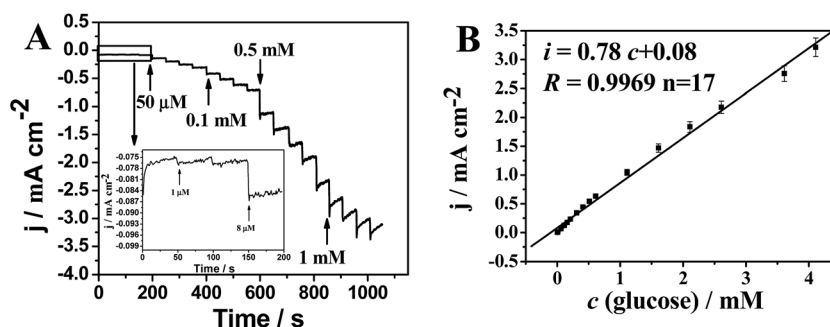 A
0.5 mM
50 μM
0.1 mM
1 mM
j / mA cm-2
0.5
0.0
-0.5
-1.0
-1.5
-2.0
-2.5
-3.0
-3.5
-4.0
0 200 400 600 800 1000
Time / s
j / mA cm-2
-0.075
-0.078
-0.081
-0.084
-0.087
-0.090
-0.093
-0.096
-0.099
1 μM
8 μM
0 50 100 150 200
Time / s
B
i = 0.78 c+0.08
R = 0.9969 n=17
j / mA cm-2
3.5
3.0
2.5
2.0
1.5
1.0
0.5
0.0
-0.5
0 1 2 3 4
c (glucose) / mM